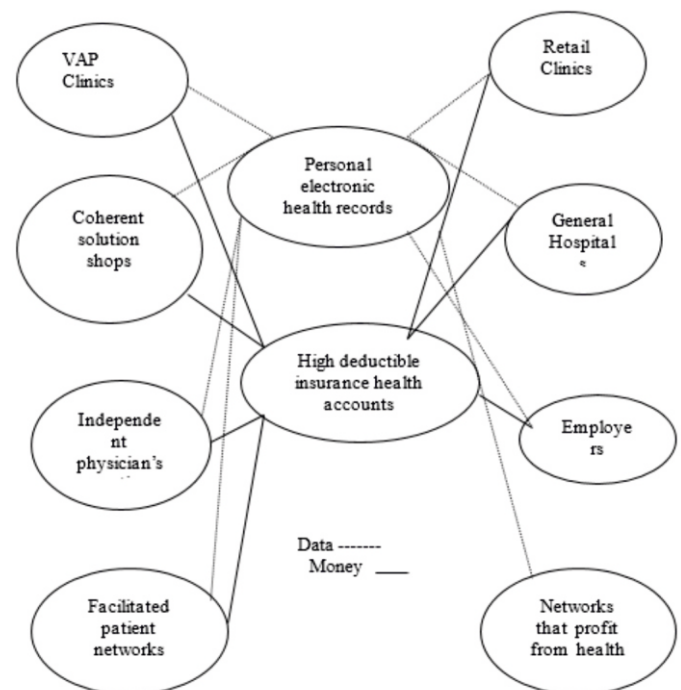 VAP
Clinics
Retail
Clinics
Personal
electronic
health records
Coherent
solution
shops
General
Hospital
High deductible
insurance health
accounts
Independe
nt
physician’s
Employe
rs
Data -------
Money ___
Facilitated
patient
networks
Networks
that profit
from health